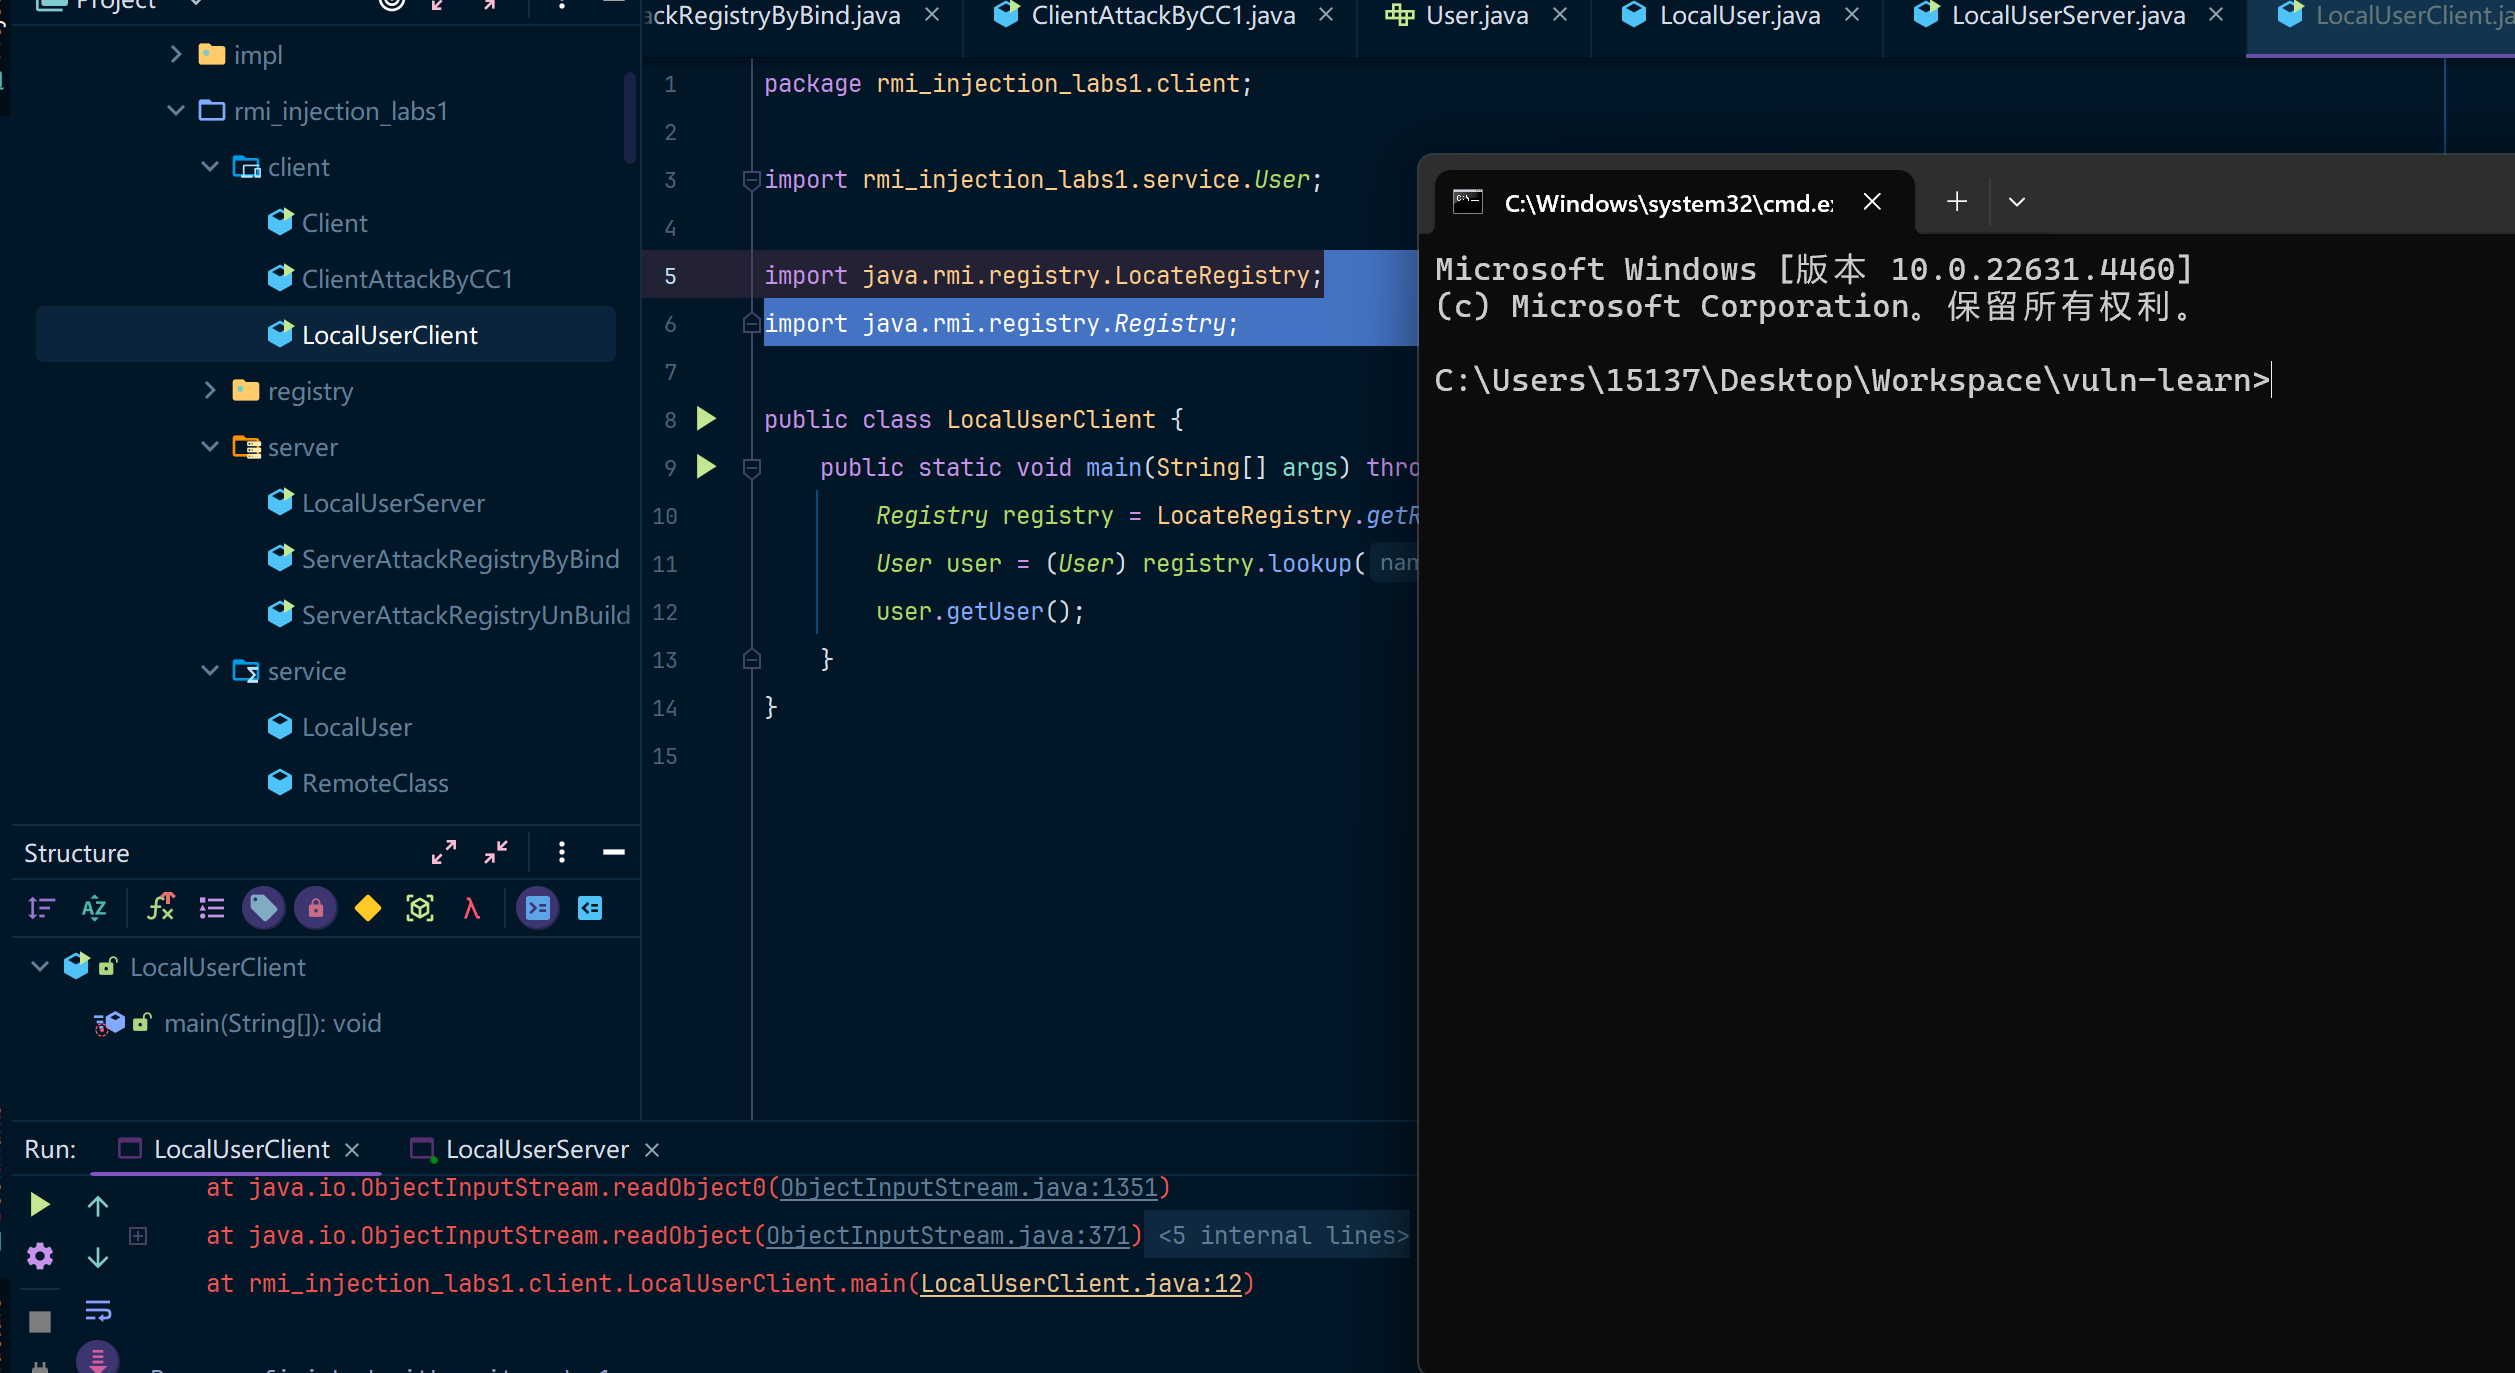 Project
impl
rmi_injection_labs1
client
Client
ClientAttackByCC1
LocalUserClient
registry
server
LocalUserServer
ServerAttackRegistryByBind
ServerAttackRegistryUnBuild
service
LocalUser
RemoteClass
Structure
LocalUserClient
main(String[]): void
ackRegistryByBind.java
ClientAttackByCC1.java
User.java
LocalUser.java
LocalUserServer.java
LocalUserClient.ja
1 package rmi_injection_labs1.client;
2
3 import rmi_injection_labs1.service.User;
4
5 import java.rmi.registry.LocateRegistry;
6 import java.rmi.registry.Registry;
7
8 public class LocalUserClient {
9 public static void main(String[] args) thro
10 Registry registry = LocateRegistry.getR
11 User user = (User) registry.lookup( nam
12 user.getUser();
13 }
14 }
15
C:\Windows\system32\cmd.e
Microsoft Windows [版本 10.0.22631.4460]
(c) Microsoft Corporation。保留所有权利。
C:\Users\15137\Desktop\Workspace\vuln-learn>
Run: LocalUserClient LocalUserServer
at java.io.ObjectInputStream.readObject0(ObjectInputStream.java:1351)
at java.io.ObjectInputStream.readObject(ObjectInputStream.java:371) <5 internal lines>
at rmi_injection_labs1.client.LocalUserClient.main(LocalUserClient.java:12)